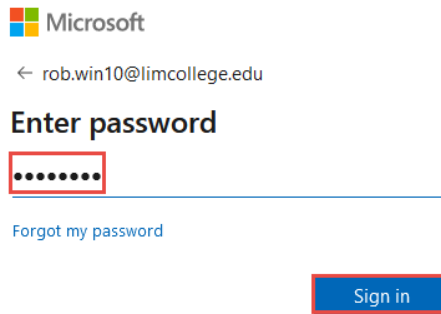 Microsoft
← rob.win10@limcollege.edu
Enter password
••••••••
Forgot my password
Sign in